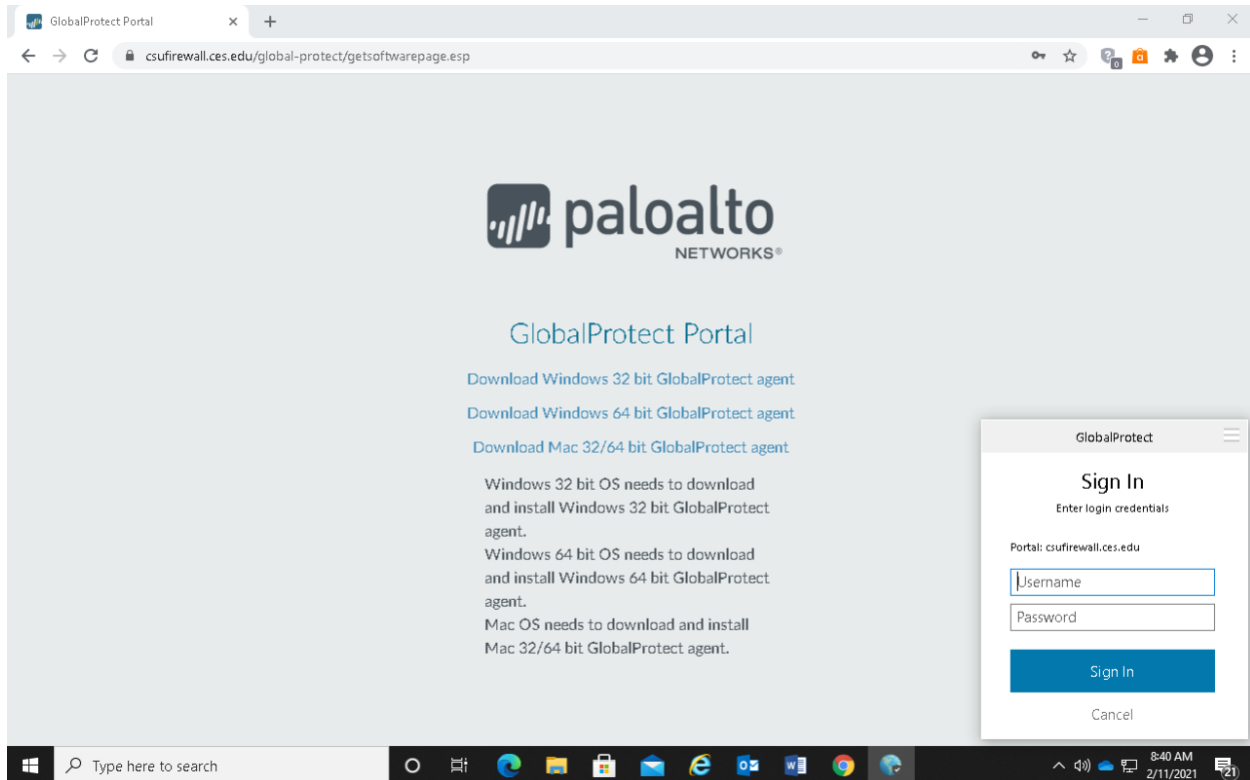 GlobalProtect Portal
csufirewall.ces.edu/global-protect/getsoftwarepage.esp
paloalto
NETWORKS®
GlobalProtect Portal
Download Windows 32 bit GlobalProtect agent
Download Windows 64 bit GlobalProtect agent
Download Mac 32/64 bit GlobalProtect agent
Windows 32 bit OS needs to download
and install Windows 32 bit GlobalProtect
agent.
Windows 64 bit OS needs to download
and install Windows 64 bit GlobalProtect
agent.
Mac OS needs to download and install
Mac 32/64 bit GlobalProtect agent.
GlobalProtect
Sign In
Enter login credentials
Portal: csufirewall.ces.edu
Username
Password
Sign In
Cancel
Type here to search
8:40 AM
2/11/2021
21